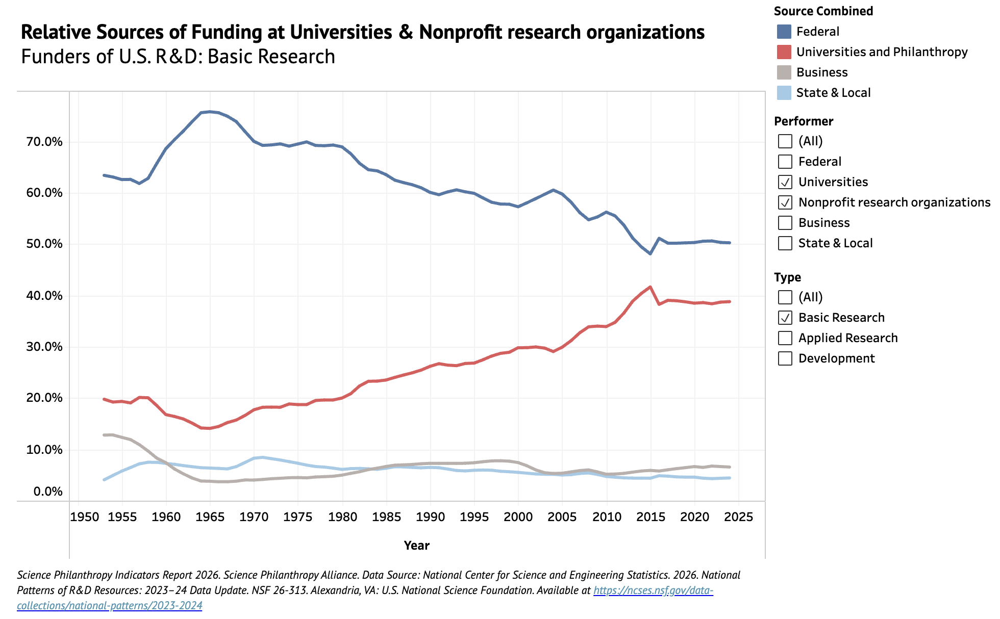 Relative Sources of Funding at Universities & Nonprofit research organizations
Funders of U.S. R&D: Basic Research
70.0%
60.0%
50.0%
40.0%
30.0%
20.0%
10.0%
0.0%
1950 1955 1960 1965 1970 1975 1980 1985 1990 1995 2000 2005 2010 2015 2020 2025
Year
Source Combined
Federal
Universities and Philanthropy
Business
State & Local
Performer
(All)
Federal
Universities
Nonprofit research organizations
Business
State & Local
Type
(All)
Basic Research
Applied Research
Development
Science Philanthropy Indicators Report 2026. Science Philanthropy Alliance. Data Source: National Center for Science and Engineering Statistics. 2026. National
Patterns of R&D Resources: 2023–24 Data Update. NSF 26-313. Alexandria, VA: U.S. National Science Foundation. Available at https://ncses.nsf.gov/data-
collections/national-patterns/2023-2024